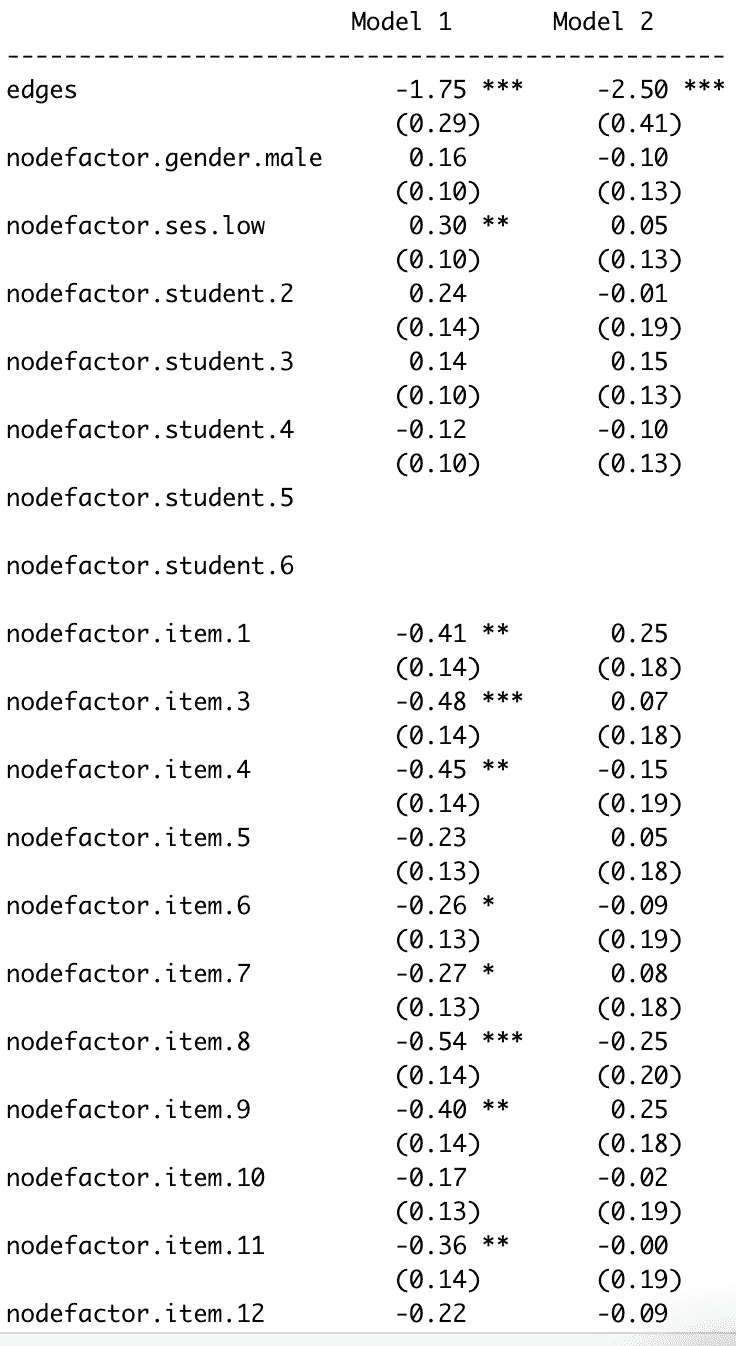 Model 1 Model 2
-----------------------------------------------------
edges -1.75 *** -2.50 ***
(0.29) (0.41)
nodefactor.gender.male 0.16 -0.10
(0.10) (0.13)
nodefactor.ses.low 0.30 ** 0.05
(0.10) (0.13)
nodefactor.student.2 0.24 -0.01
(0.14) (0.19)
nodefactor.student.3 0.14 0.15
(0.10) (0.13)
nodefactor.student.4 -0.12 -0.10
(0.10) (0.13)
nodefactor.student.5
nodefactor.student.6
nodefactor.item.1 -0.41 ** 0.25
(0.14) (0.18)
nodefactor.item.3 -0.48 *** 0.07
(0.14) (0.18)
nodefactor.item.4 -0.45 ** -0.15
(0.14) (0.19)
nodefactor.item.5 -0.23 0.05
(0.13) (0.18)
nodefactor.item.6 -0.26 * -0.09
(0.13) (0.19)
nodefactor.item.7 -0.27 * 0.08
(0.13) (0.18)
nodefactor.item.8 -0.54 *** -0.25
(0.14) (0.20)
nodefactor.item.9 -0.40 ** 0.25
(0.14) (0.18)
nodefactor.item.10 -0.17 -0.02
(0.13) (0.19)
nodefactor.item.11 -0.36 ** -0.00
(0.14) (0.19)
nodefactor.item.12 -0.22 -0.09